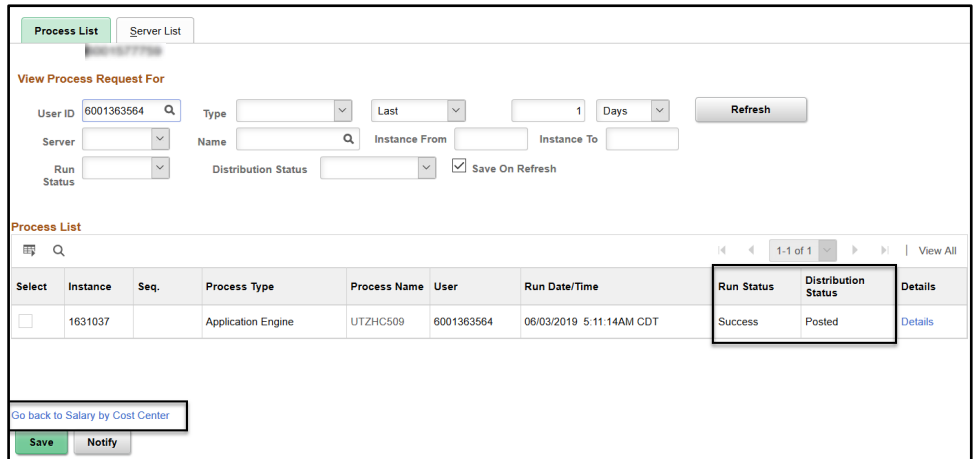 Process List Server List
View Process Request For
User ID 6001363564 Type Last 1 Days Refresh
Server Name Instance From Instance To
Run Status Distribution Status Save On Refresh
Process List
1-1 of 1 | View All
Select Instance Seq. Process Type Process Name User Run Date/Time Run Status Distribution Status Details
1631037 Application Engine UTZHC509 6001363564 06/03/2019 5:11:14AM CDT Success Posted Details
Go back to Salary by Cost Center
Save Notify